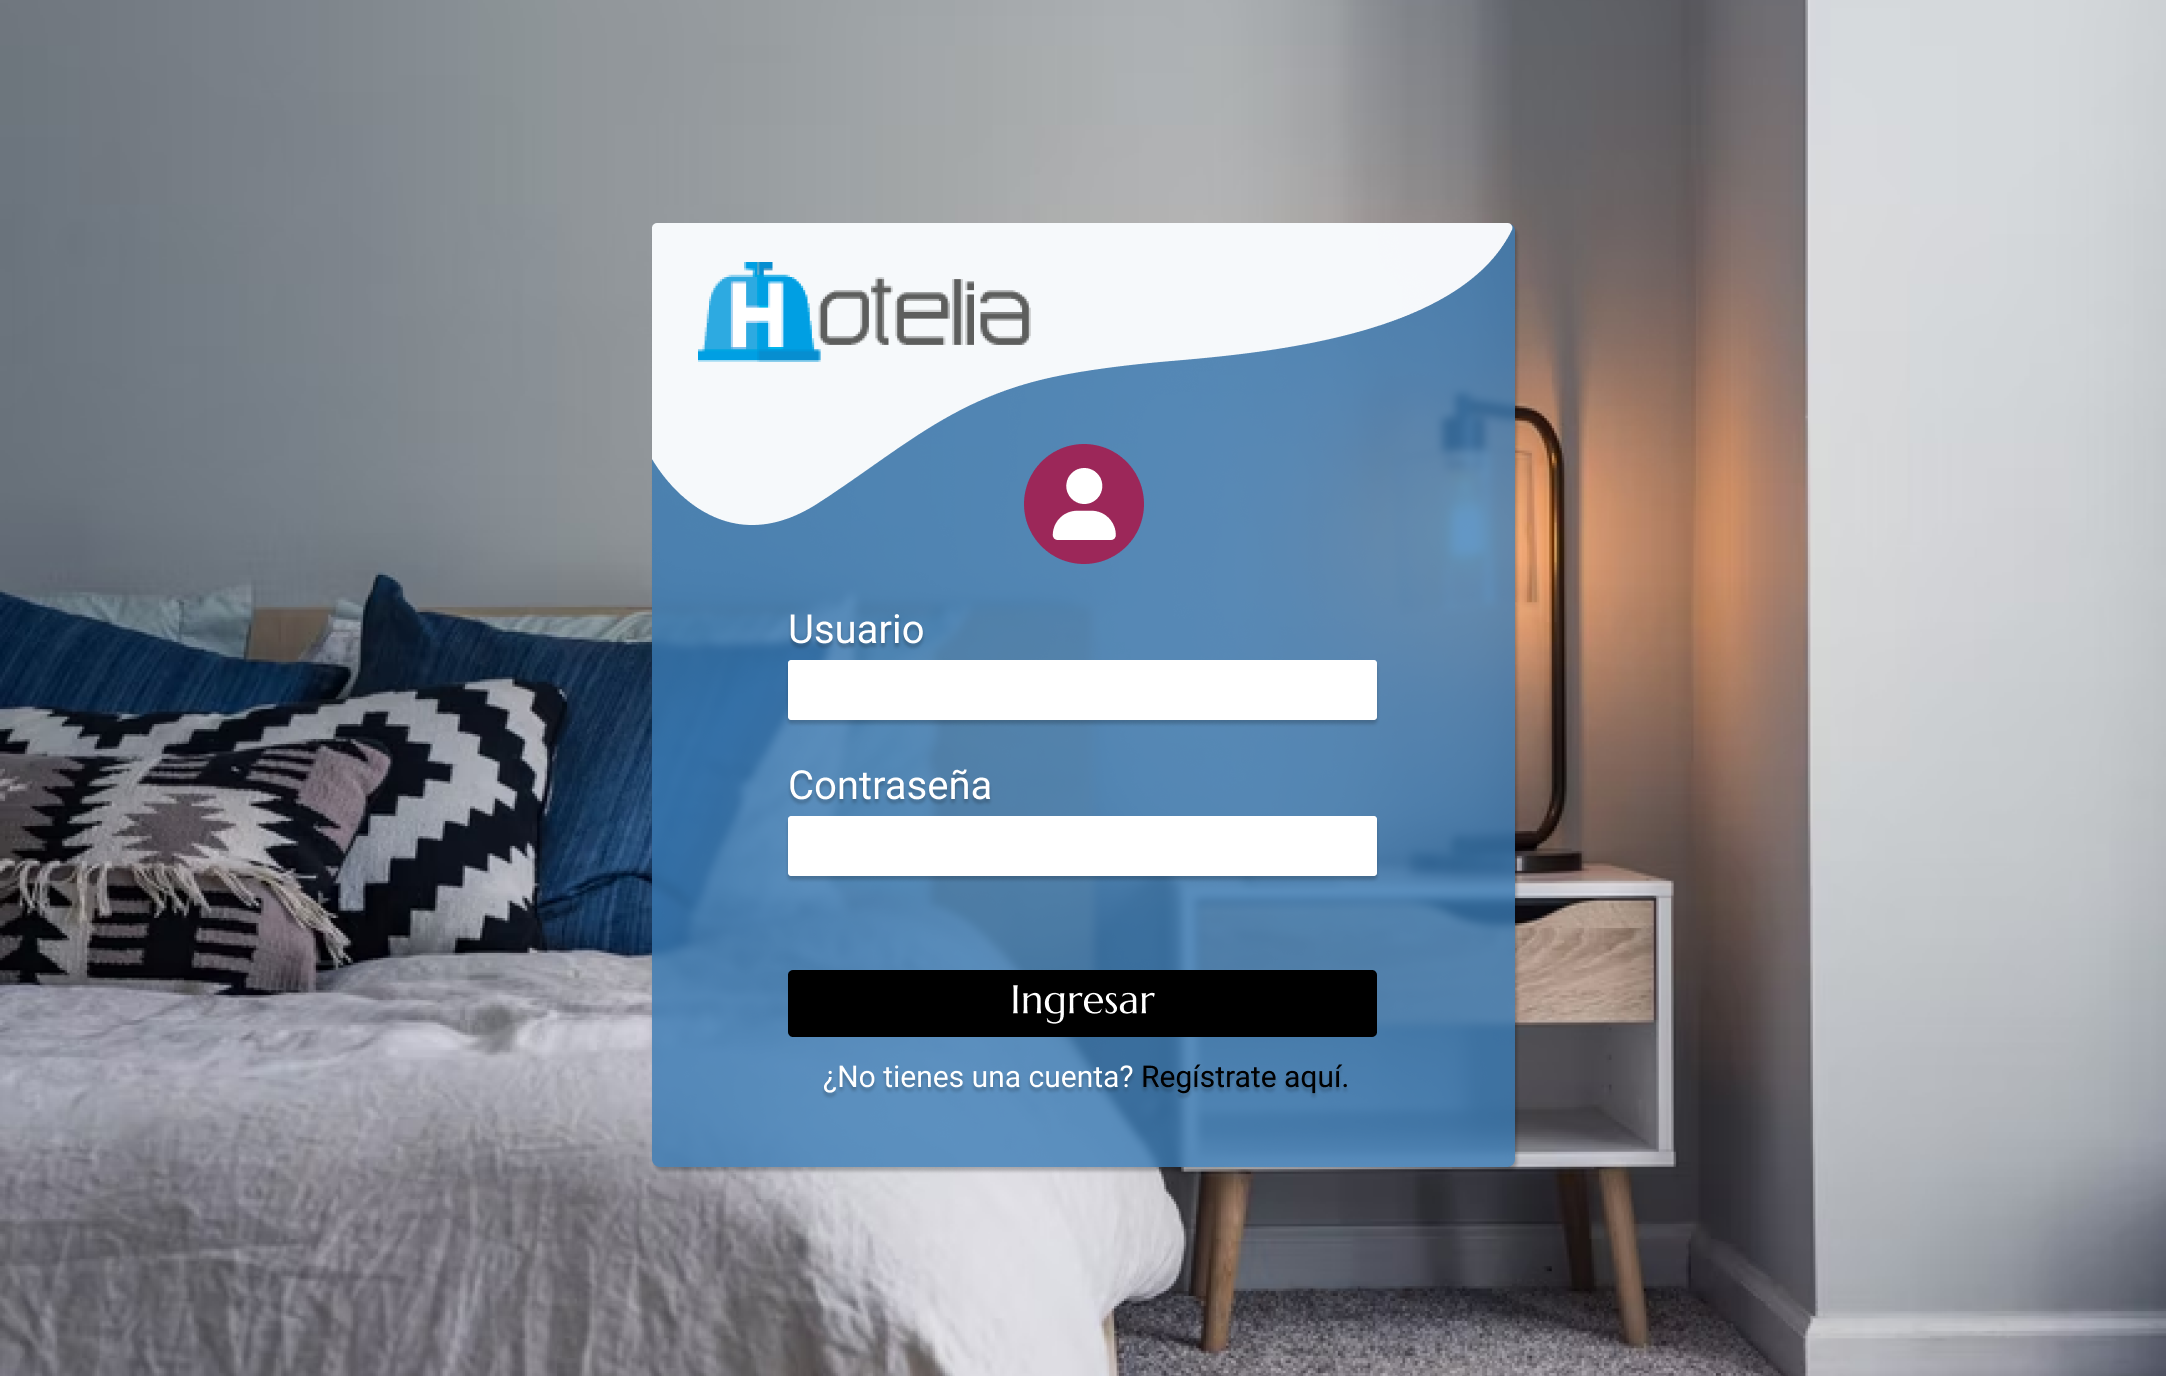 Hotelia
Usuario
Contraseña
Ingresar
¿No tienes una cuenta? Regístrate aquí.